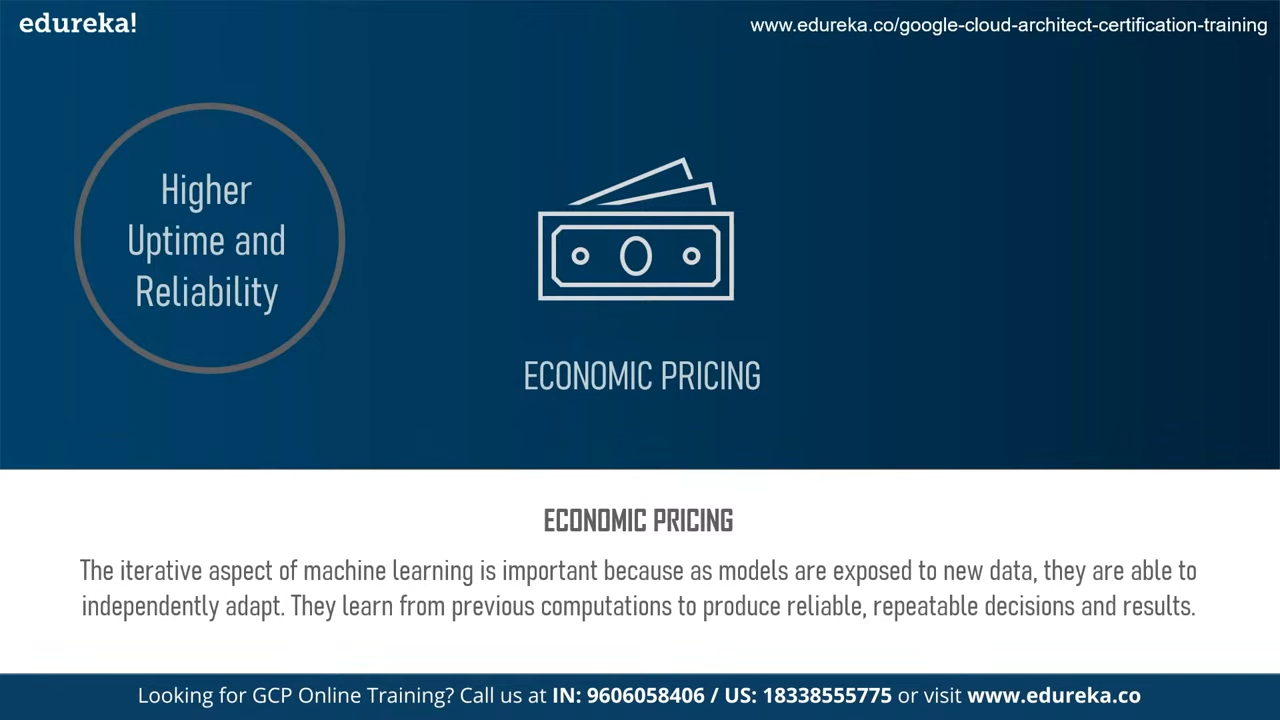 edureka!
www.edureka.co/google-cloud-architect-certification-training
Higher
Uptime and
Reliability
ECONOMIC PRICING
ECONOMIC PRICING
The iterative aspect of machine learning is important because as models are exposed to new data, they are able to
independently adapt. They learn from previous computations to produce reliable, repeatable decisions and results.
Looking for GCP Online Training? Call us at IN: 9606058406 / US: 18338555775 or visit www.edureka.co